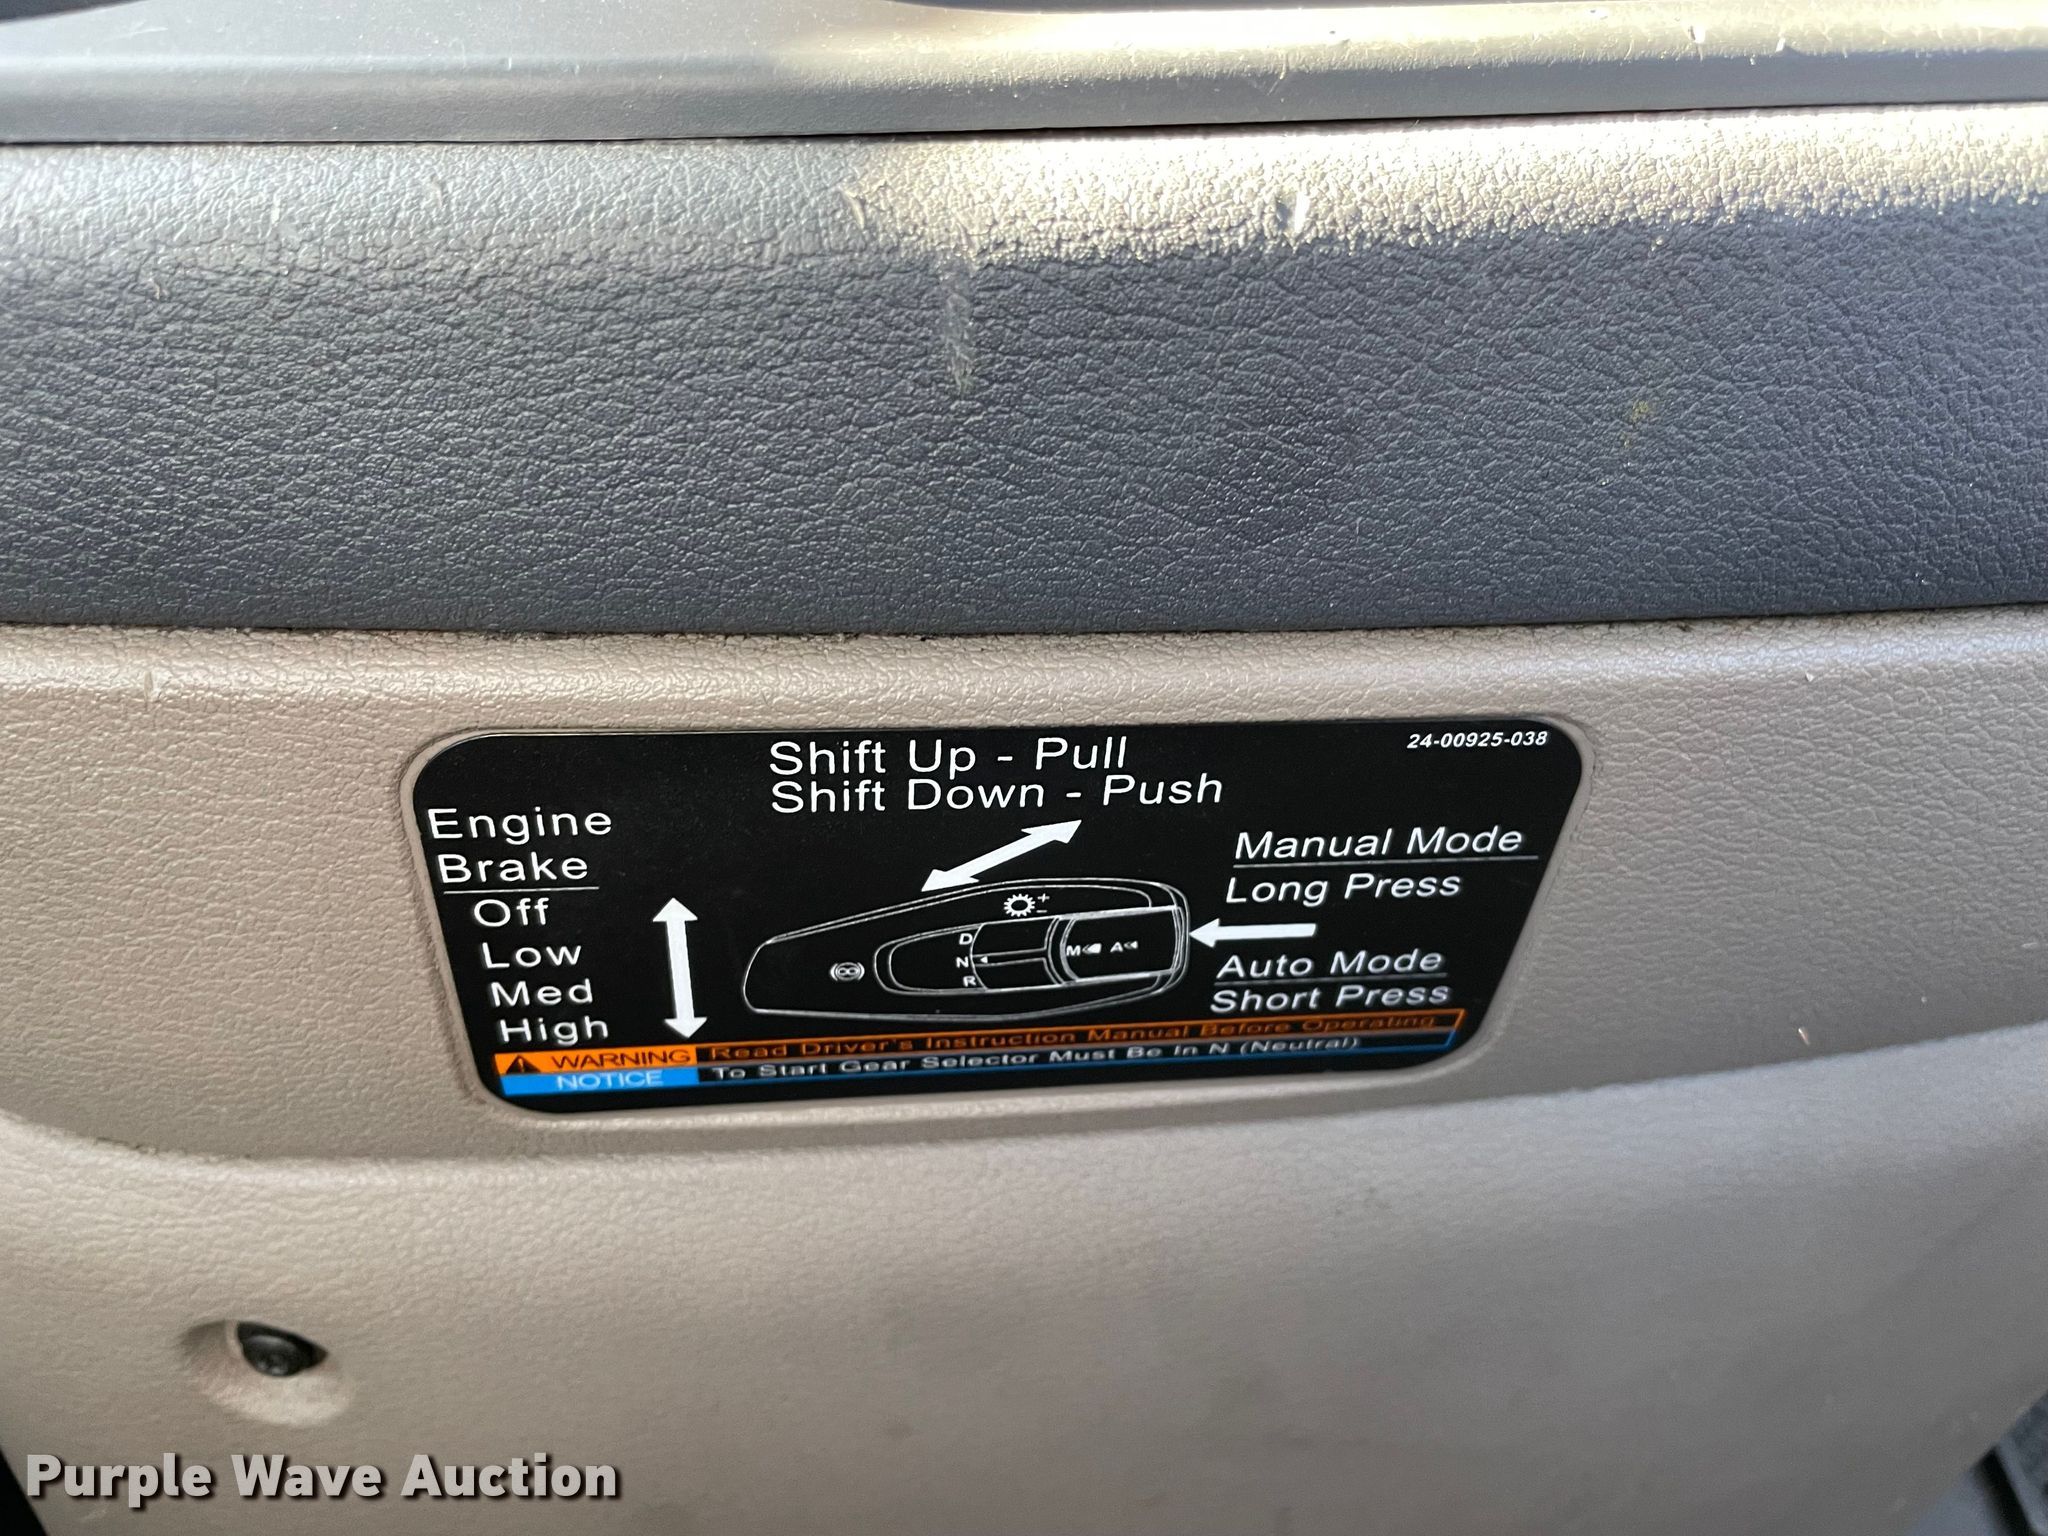 Shift Up - Pull
Shift Down - Push
24-00925-038
Engine
Brake
Off
Low
Med
High
Manual Mode
Long Press
Auto Mode
Short Press
+
-
D
N
R
M
A
WARNING Read Driver's Instruction Manual Before Operating
NOTICE To Start Gear Selector Must Be In N (Neutral)
Purple Wave Auction